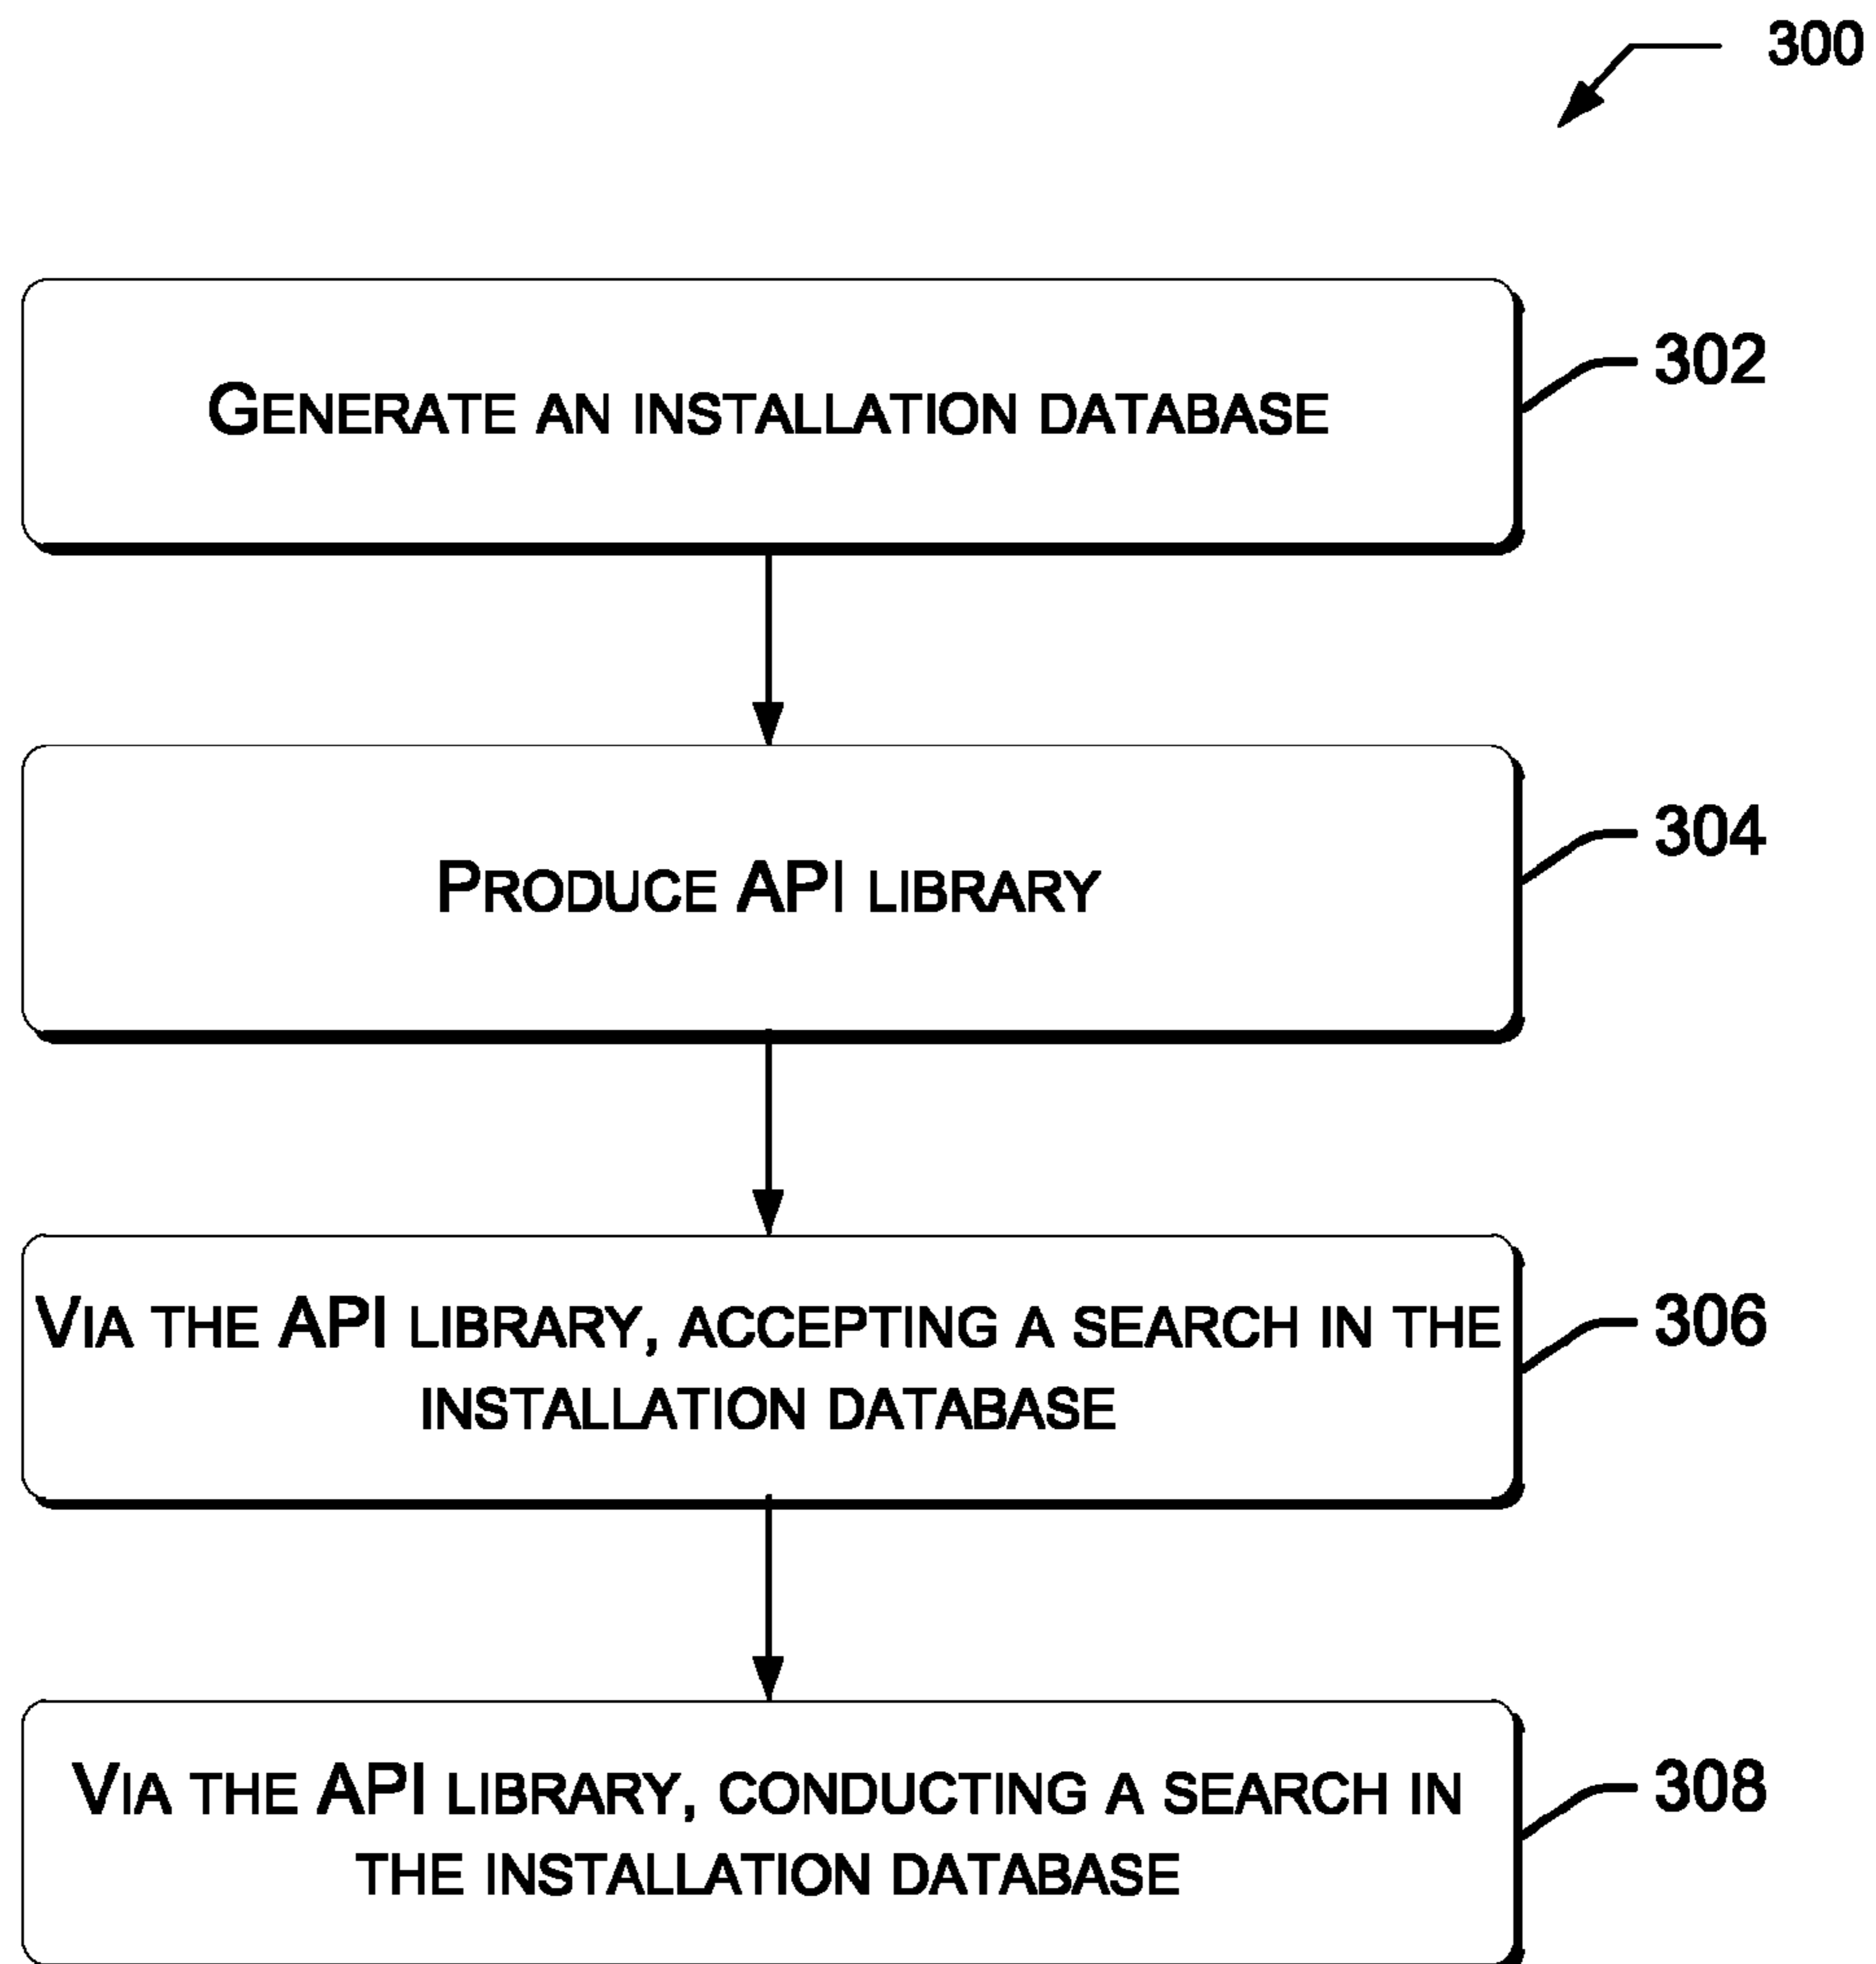 300
GENERATE AN INSTALLATION DATABASE
302
PRODUCE API LIBRARY
304
VIA THE API LIBRARY, ACCEPTING A SEARCH IN THE
INSTALLATION DATABASE
306
VIA THE API LIBRARY, CONDUCTING A SEARCH IN
THE INSTALLATION DATABASE
308